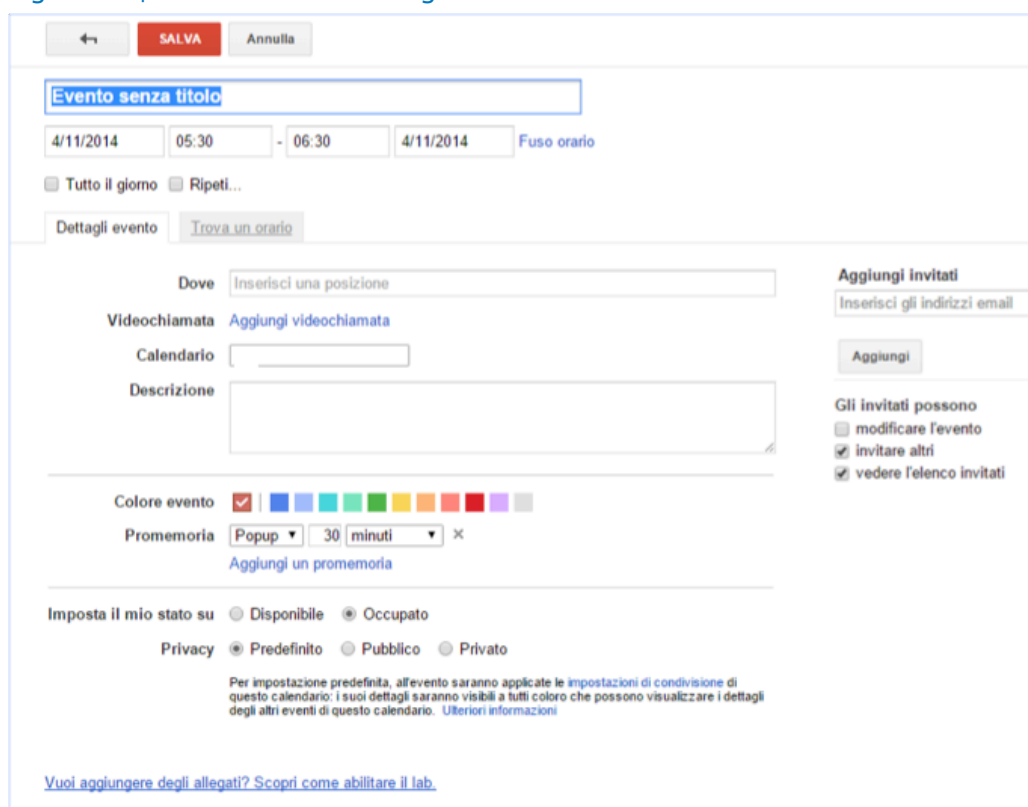 SALVA Annulla
Evento senza titolo
4/11/2014 05:30 - 06:30 4/11/2014 Fuso orario
Tutto il giorno Ripeti...
Dettagli evento Trova un orario
Dove Inserisci una posizione
Videochiamata Aggiungi videochiamata
Calendario
Descrizione
Aggiungi invitati
Inserisci gli indirizzi email
Aggiungi
Gli invitati possono
modificare l'evento
invitare altri
vedere l'elenco invitati
Colore evento
Promemoria Popup 30 minuti
Aggiungi un promemoria
Imposta il mio stato su Disponibile Occupato
Privacy Predefinito Pubblico Privato
Per impostazione predefinita, all'evento saranno applicate le impostazioni di condivisione di
questo calendario: i suoi dettagli saranno visibili a tutti coloro che possono visualizzare i dettagli
degli altri eventi di questo calendario. Ulteriori informazioni
Vuoi aggiungere degli allegati? Scopri come abilitare il lab.